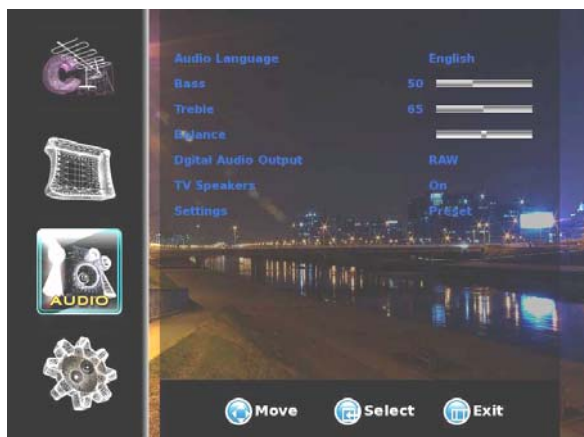 Audio Language English
Bass 50
Treble 65
Balance
Dgital Audio Output RAW
TV Speakers On
Settings Preset
AUDIO
Move Select Exit